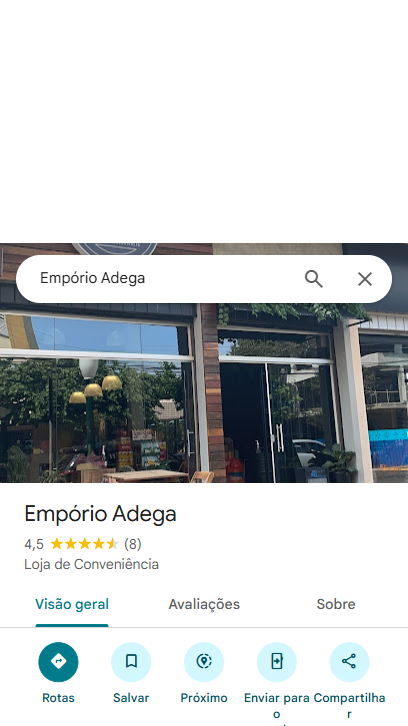 Empório Adega
Empório Adega
4,5 (8)
Loja de Conveniência
Visão geral Avaliações Sobre
Rotas Salvar Próximo Enviar para o Compartilhar